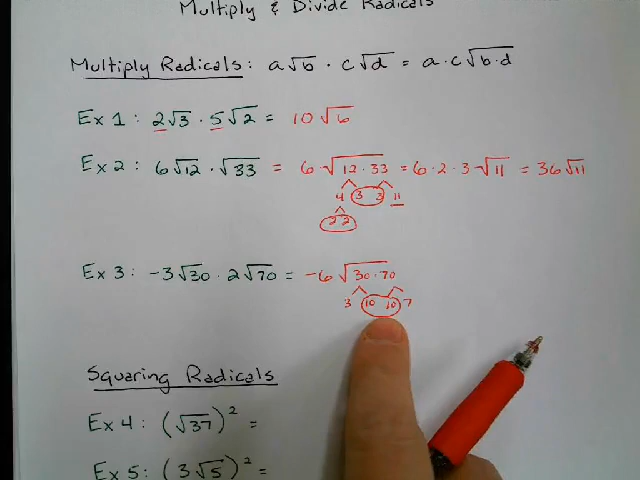 Multiply & Divide Radicals
Multiply Radicals: a√b · c√d = a·c√b·d
Ex 1: 2√3 · 5√2 = 10√6
Ex 2: 6√12 · √33 = 6·√12·33 = 6·2·3√11 = 36√11
4 3 3 11
2 2
Ex 3: -3√30 · 2√70 = -6√30·70
3 10 10 7
Squaring Radicals
Ex 4: (√37)² =
Ex 5: (3√5)² =